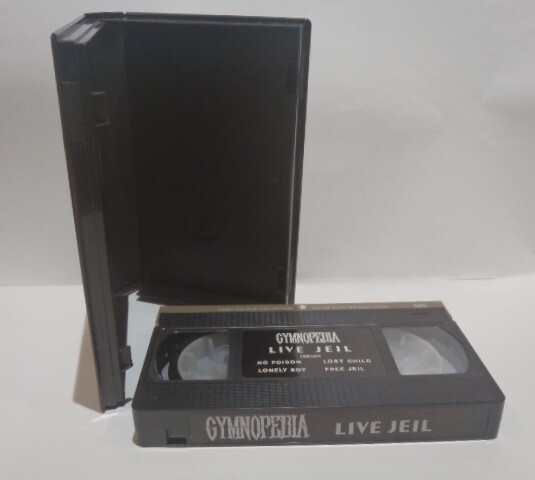 GYMNOPEDIA
LIVE JEIL
NO POISON LOST CHILD
LONELY BOY FREE JEIL
GYMNOPEDIA LIVE JEIL